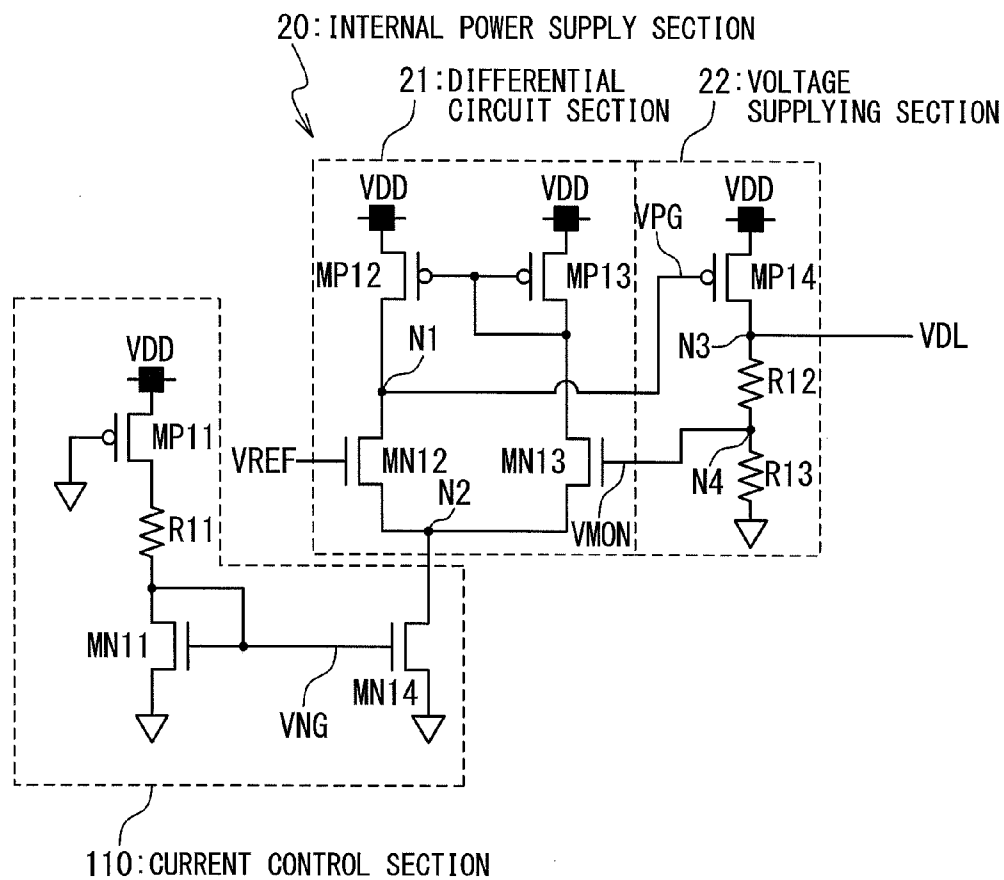 20:INTERNAL POWER SUPPLY SECTION
21:DIFFERENTIAL
CIRCUIT SECTION
22:VOLTAGE
SUPPLYING SECTION
VDD
VDD
VDD
VPG
MP12
MP13
MP14
N1
N3
VDL
VDD
R12
MP11
VREF
MN12
MN13
N4
R13
N2
VMON
R11
MN11
MN14
VNG
110:CURRENT CONTROL SECTION